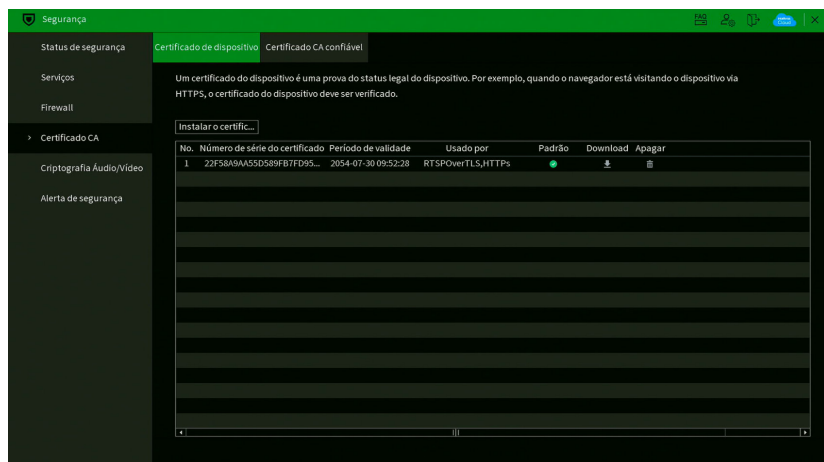 Segurança
FAQ
Status de segurança
Serviços
Firewall
Certificado CA
Criptografia Áudio/Vídeo
Alerta de segurança
Certificado de dispositivo Certificado CA confiável
Um certificado do dispositivo é uma prova do status legal do dispositivo. Por exemplo, quando o navegador está visitando o dispositivo via
HTTPS, o certificado do dispositivo deve ser verificado.
Instalar o certific...
No. Número de série do certificado Período de validade Usado por Padrão Download Apagar
1 22F58A9AA55D589FB7FD95... 2054-07-30 09:52:28 RTSPOverTLS,HTTPs